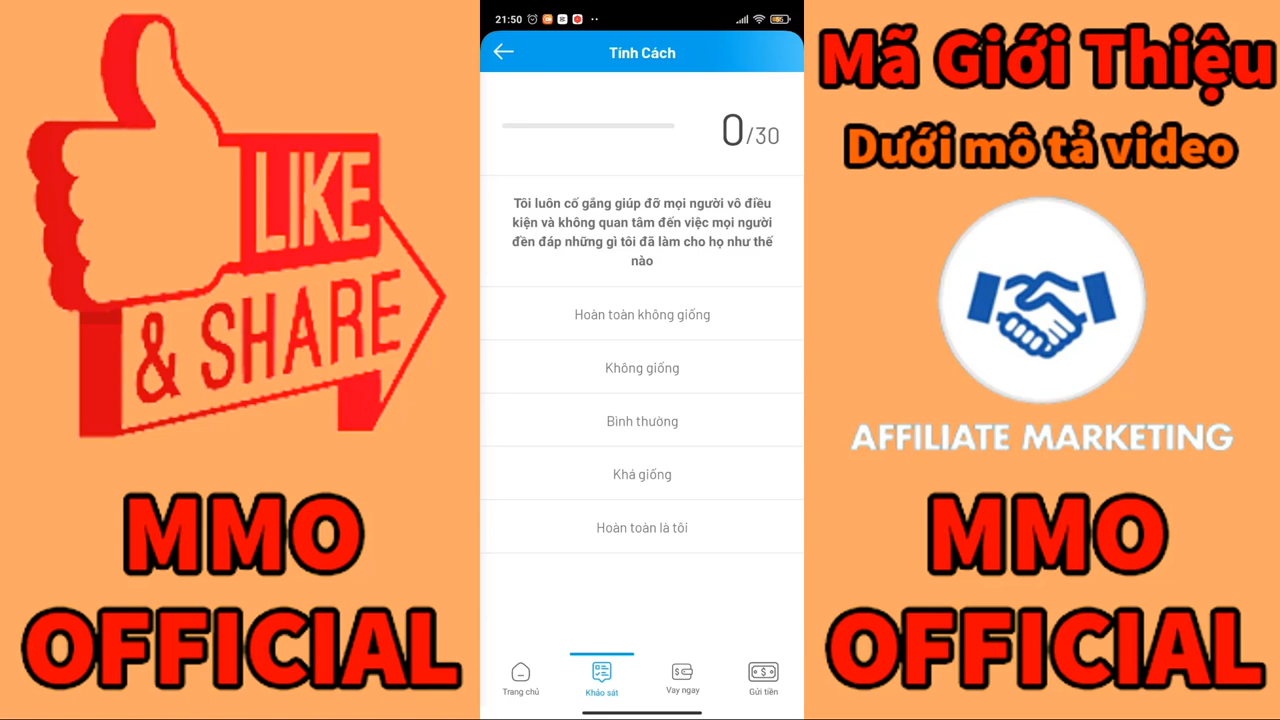 LIKE
& SHARE
MMO
OFFICIAL
21:50
Tính Cách
0/30
Tôi luôn cố gắng giúp đỡ mọi người vô điều
kiện và không quan tâm đến việc mọi người
đền đáp những gì tôi đã làm cho họ như thế
nào
Hoàn toàn không giống
Không giống
Bình thường
Khá giống
Hoàn toàn là tôi
Trang chủ
Khảo sát
Vay ngay
Gửi tiền
Mã Giới Thiệu
Dưới mô tả video
AFFILIATE MARKETING
MMO
OFFICIAL